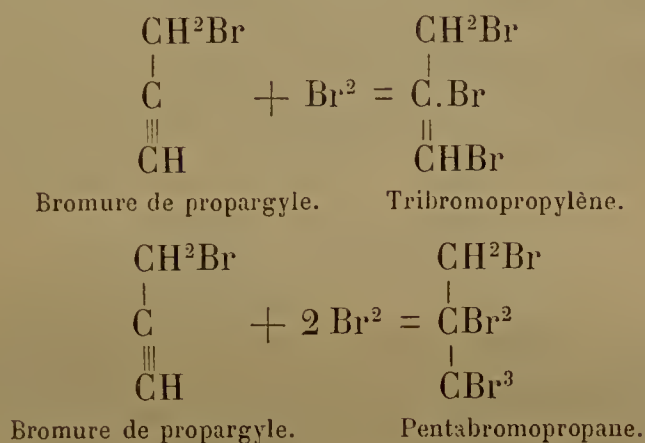 CH²Br CH²Br
C + Br² = C.Br
CH CHBr
Bromure de propargyle. Tribromopropylène.
CH²Br CH²Br
C + 2 Br² = CBr²
CH CBr³
Bromure de propargyle. Pentabromopropane.